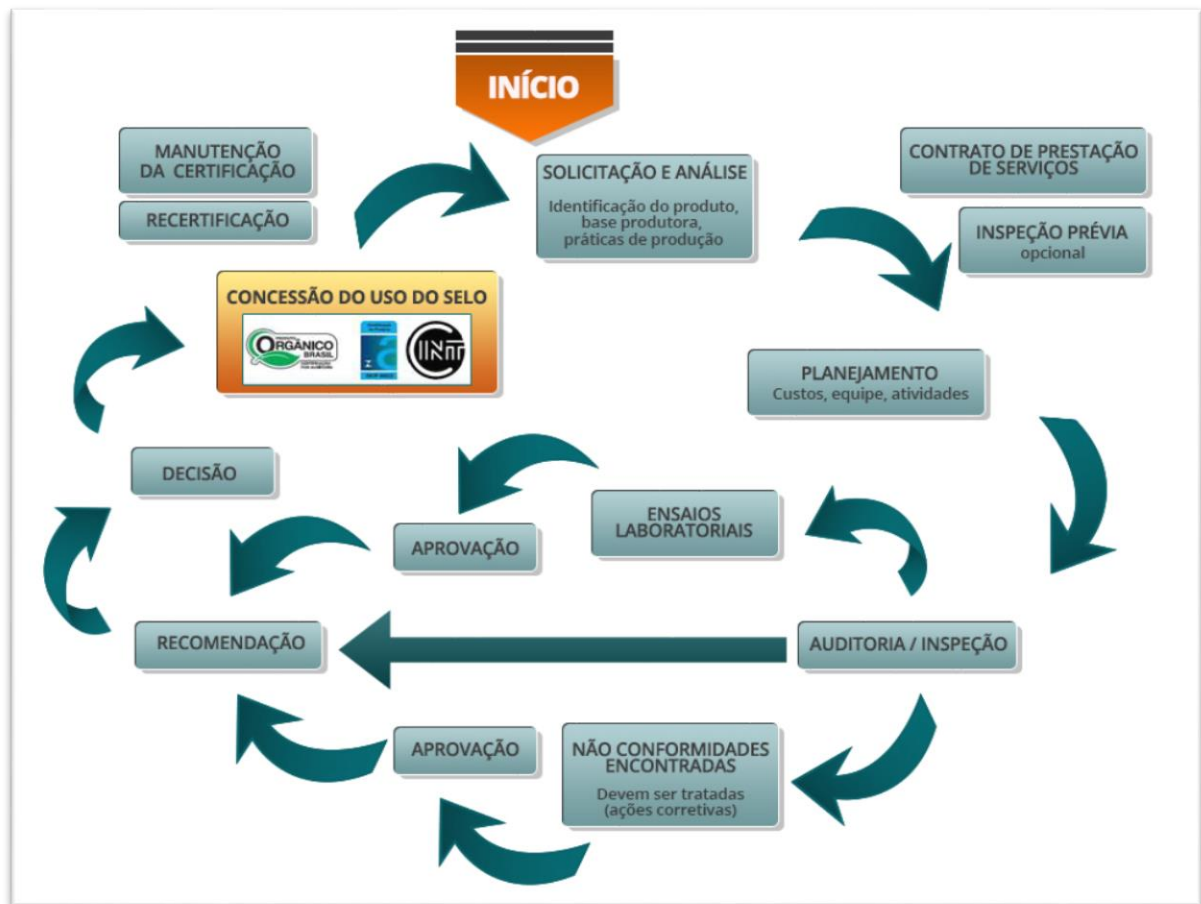 INÍCIO
MANUTENÇÃO
DA CERTIFICAÇÃO
RECERTIFICAÇÃO
SOLICITAÇÃO E ANÁLISE
Identificação do produto,
base produtora,
práticas de produção
CONTRATO DE PRESTAÇÃO
DE SERVIÇOS
INSPEÇÃO PRÉVIA
opcional
CONCESSÃO DO USO DO SELO
ORGÂNICO
BRASIL
INT
PLANEJAMENTO
Custos, equipe, atividades
DECISÃO
ENSAIOS
LABORATORIAIS
APROVAÇÃO
RECOMENDAÇÃO
AUDITORIA / INSPEÇÃO
APROVAÇÃO
NÃO CONFORMIDADES
ENCONTRADAS
Devem ser tratadas
(ações corretivas)